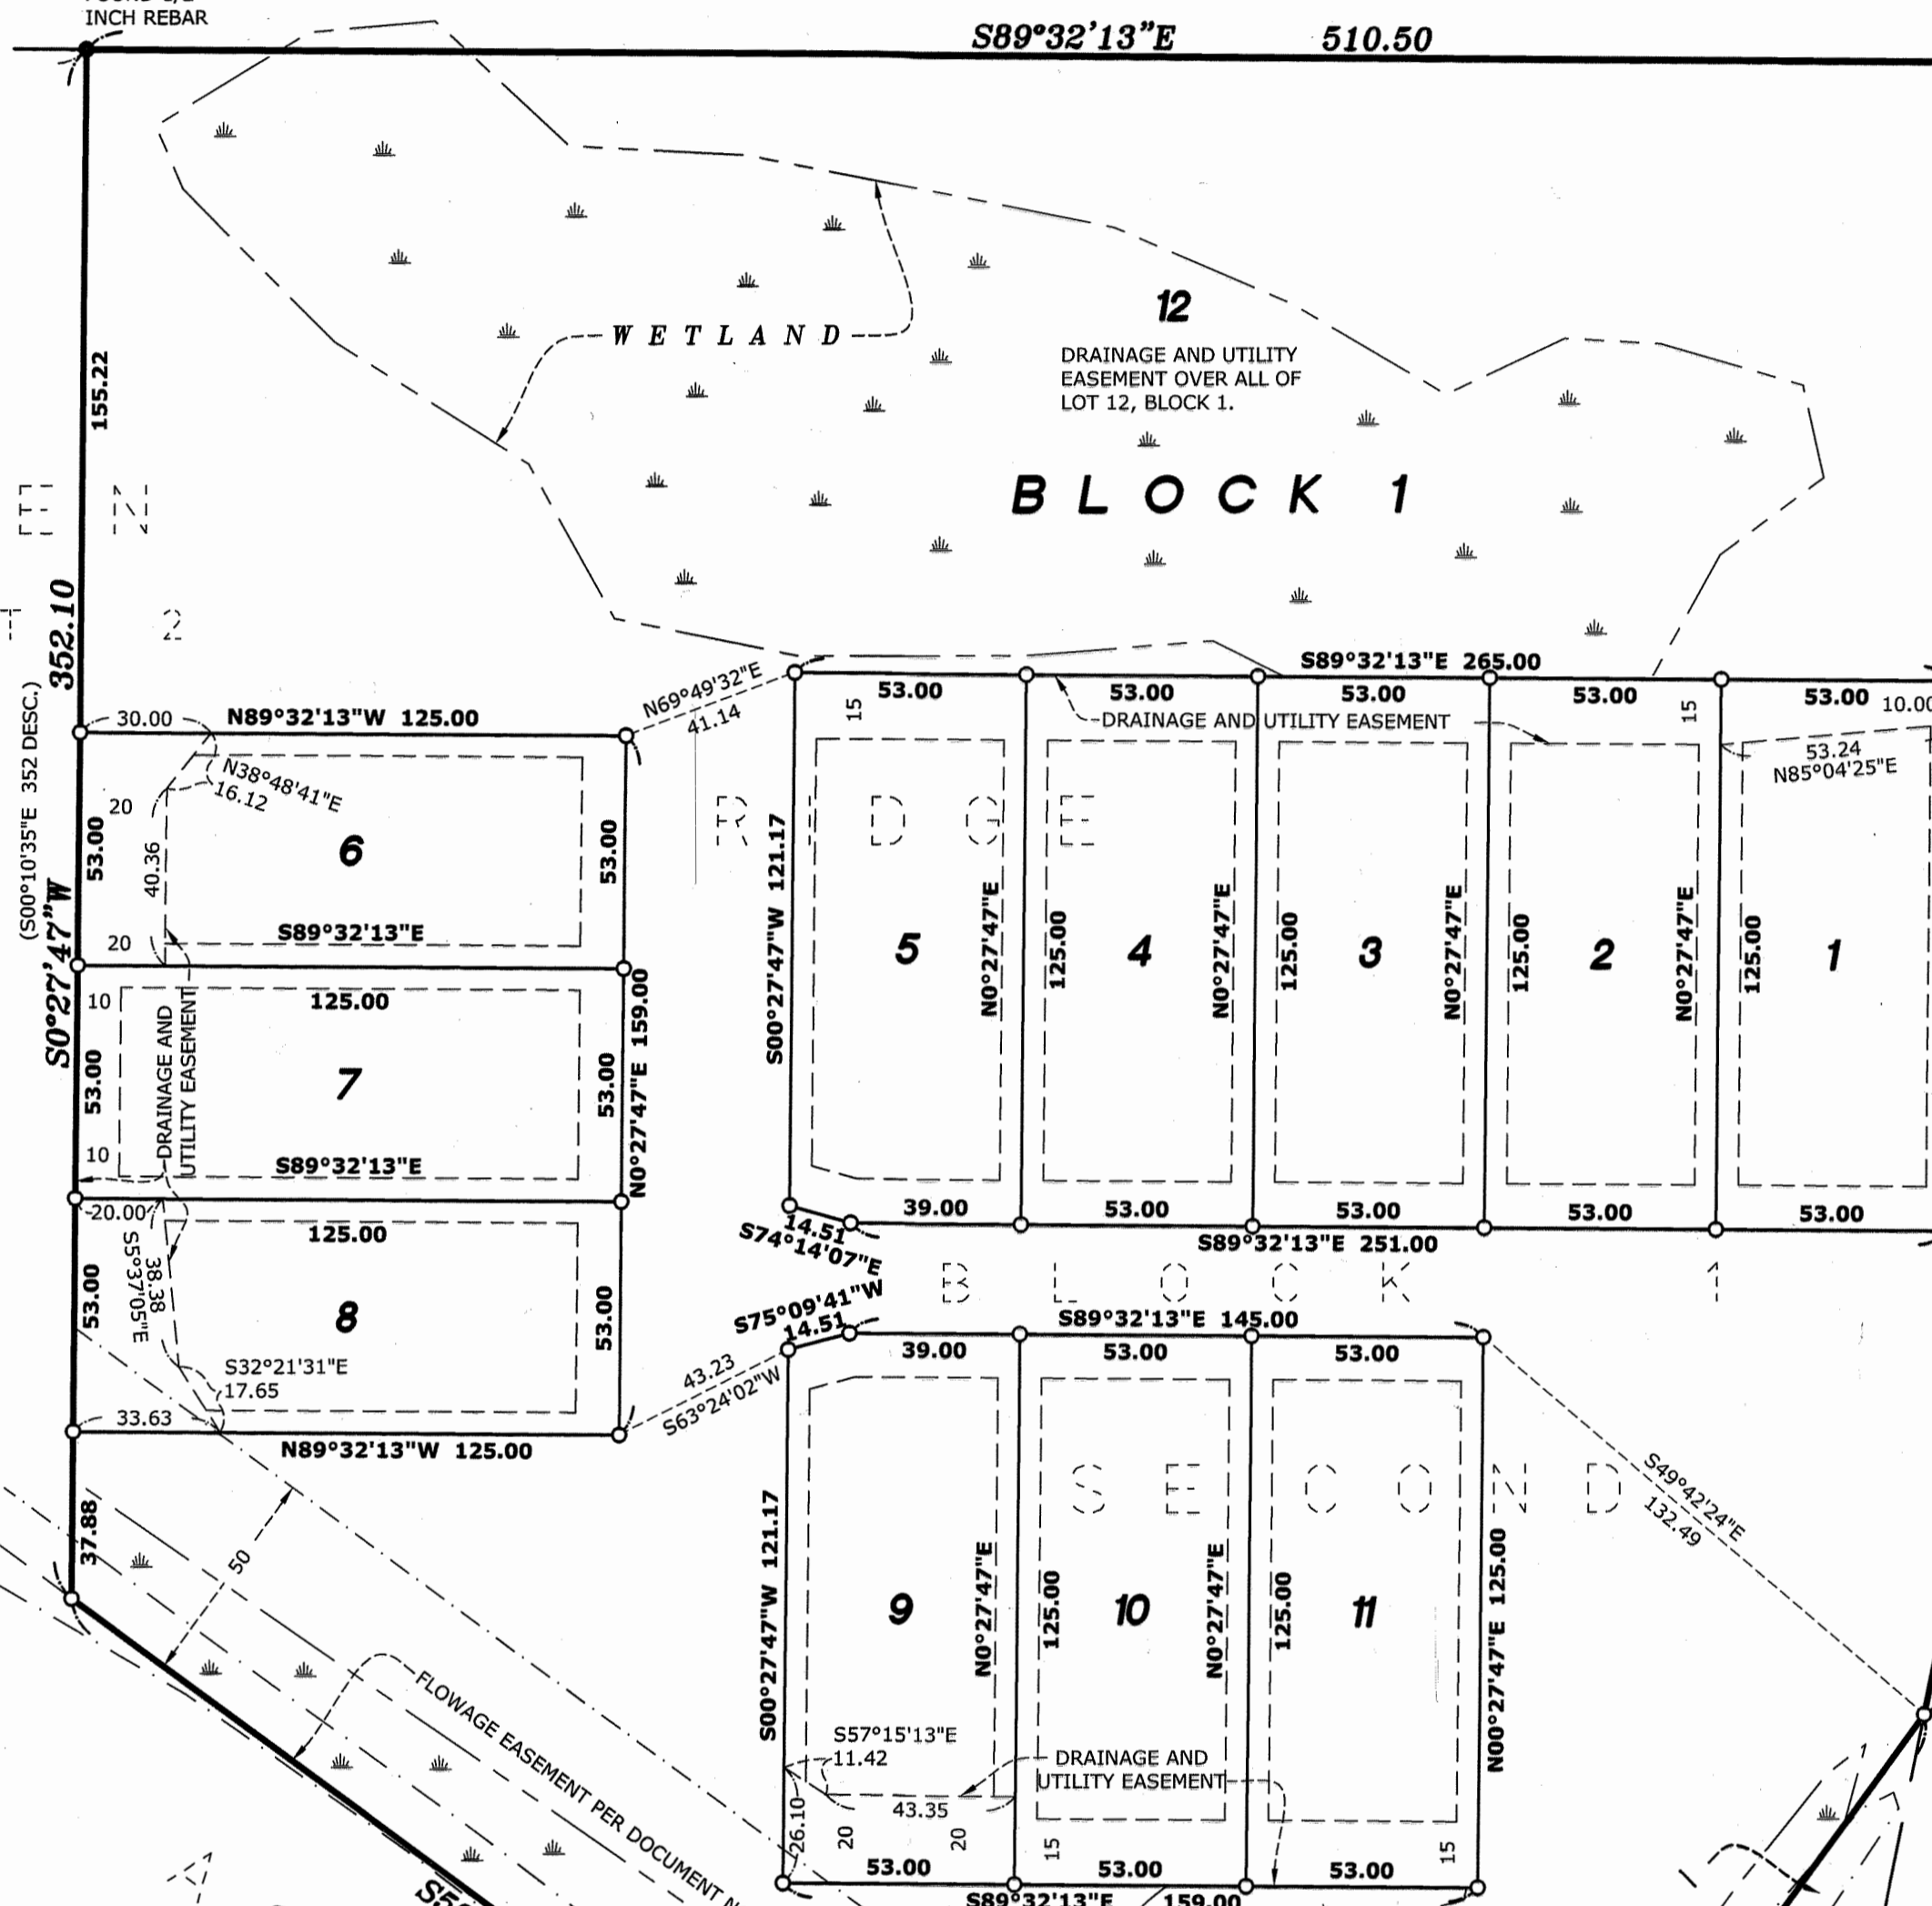 INCH REBAR
S89°32'13"E 510.50
155.22
352.10
S0°27'47"W
(S00°10'35"E 352 DESC.)
E N
2
W E T L A N D
12
DRAINAGE AND UTILITY
EASEMENT OVER ALL OF
LOT 12, BLOCK 1.
B L O C K 1
N69°49'32"E
41.14
S89°32'13"E 265.00
53.00
53.00
53.00
53.00
53.00
10.00
15
15
DRAINAGE AND UTILITY EASEMENT
53.24
N85°04'25"E
30.00
N89°32'13"W 125.00
N38°48'41"E
16.12
20
40.36
53.00
6
53.00
20
S89°32'13"E
R I D G E
S00°27'47"W 121.17
5
N0°27'47"E
125.00
4
N0°27'47"E
125.00
3
N0°27'47"E
125.00
2
N0°27'47"E
125.00
1
10
125.00
DRAINAGE AND
UTILITY EASEMENT
53.00
7
53.00
N0°27'47"E 159.00
10
S89°32'13"E
20.00
125.00
S5°37'05"E
38.38
53.00
8
53.00
S32°21'31"E
17.65
33.63
N89°32'13"W 125.00
14.51
S74°14'07"E
39.00
53.00
53.00
53.00
53.00
S89°32'13"E 251.00
B L O C K 1
S75°09'41"W
14.51
S89°32'13"E 145.00
39.00
53.00
53.00
43.23
S63°24'02"W
S E C O N D
S49°42'24"E
132.49
37.88
50
FLOWAGE EASEMENT PER DOCUMENT
S00°27'47"W 121.17
9
N0°27'47"E
125.00
10
N0°27'47"E
125.00
11
N00°27'47"E 125.00
S57°15'13"E
11.42
DRAINAGE AND
UTILITY EASEMENT
43.35
26.10
20
20
15
15
53.00
53.00
53.00
S89°32'13"E 159.00